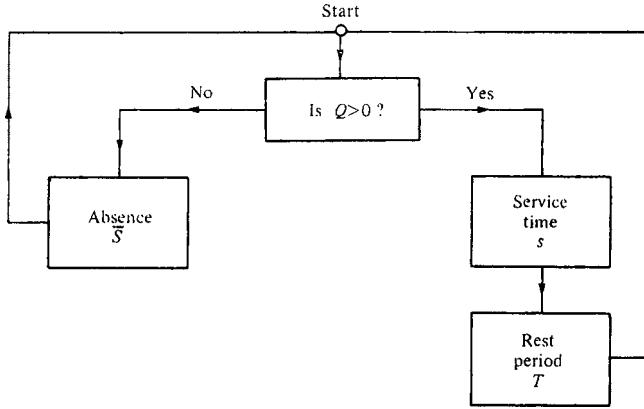 Start
No
Is Q>0 ?
Yes
Absence
S̅
Service
time
s
Rest
period
T